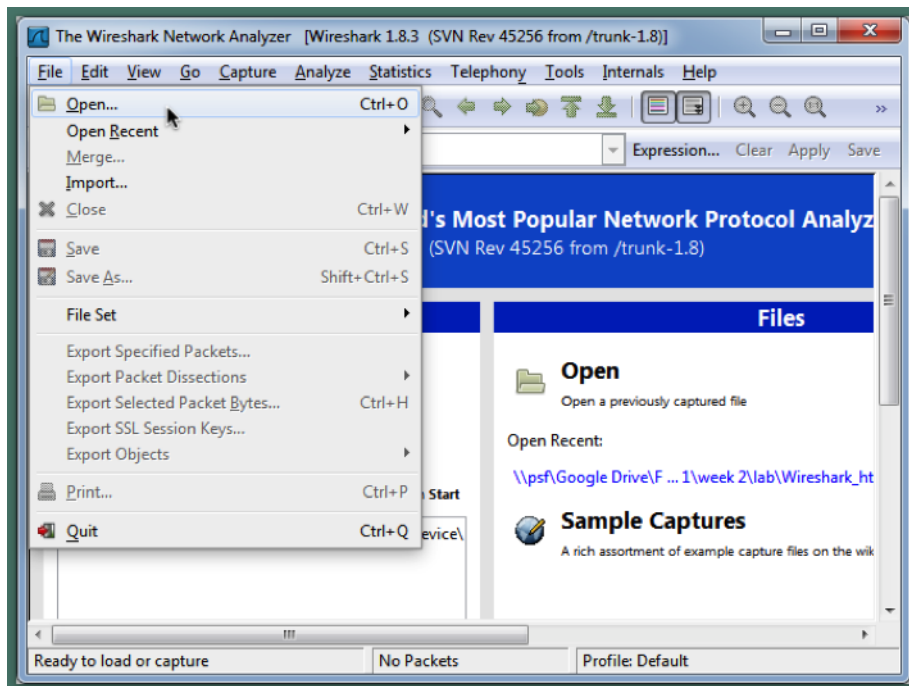 The Wireshark Network Analyzer [Wireshark 1.8.3 (SVN Rev 45256 from /trunk-1.8)]
File Edit View Go Capture Analyze Statistics Telephony Tools Internals Help
Open... Ctrl+O
Open Recent
Merge...
Import...
Close Ctrl+W
Save Ctrl+S
Save As... Shift+Ctrl+S
File Set
Export Specified Packets...
Export Packet Dissections
Export Selected Packet Bytes... Ctrl+H
Export SSL Session Keys...
Export Objects
Print... Ctrl+P
Quit Ctrl+Q
»
Expression... Clear Apply Save
's Most Popular Network Protocol Analyz
(SVN Rev 45256 from /trunk-1.8)
Files
Open
Open a previously captured file
Open Recent:
\\psf\Google Drive\F ... 1\week 2\lab\Wireshark_ht
Start
Sample Captures
evice\
A rich assortment of example capture files on the wik
Ready to load or capture No Packets Profile: Default